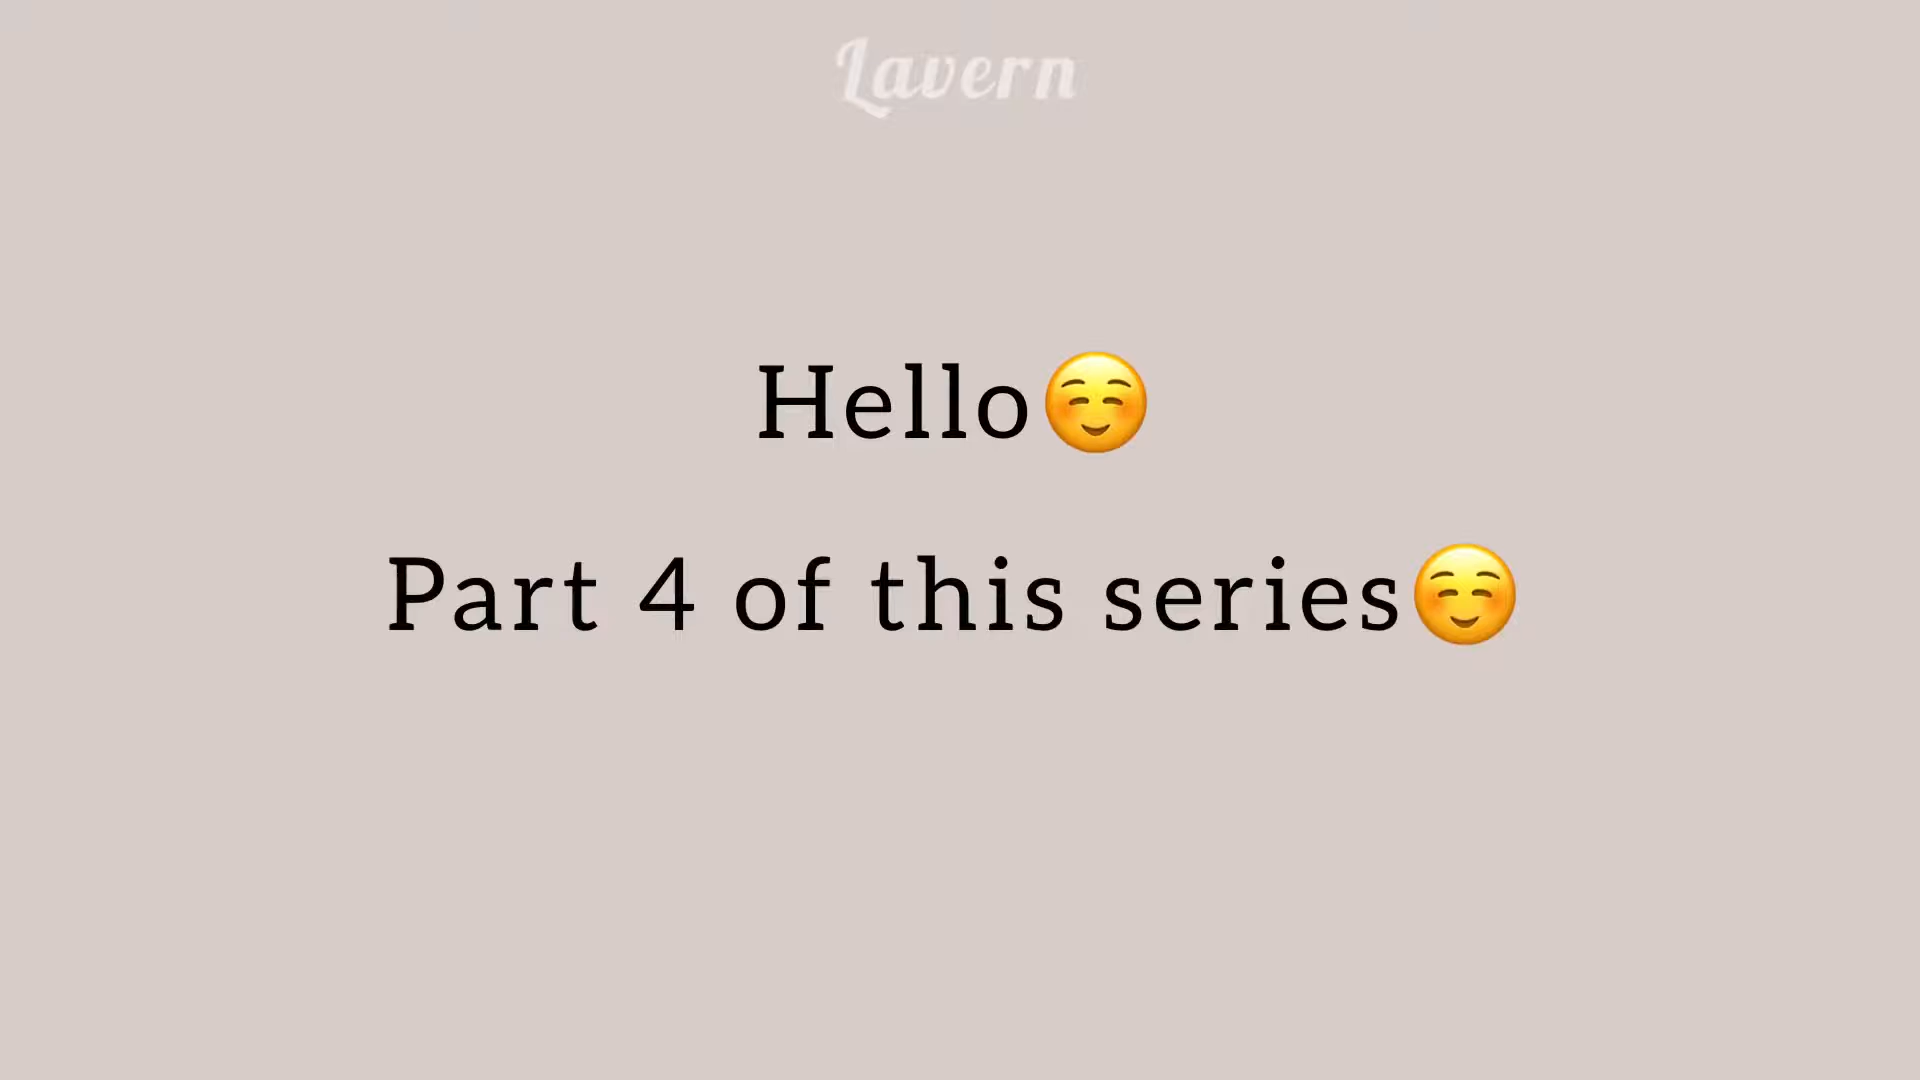 Lavern
Hello☺️
Part 4 of this series☺️